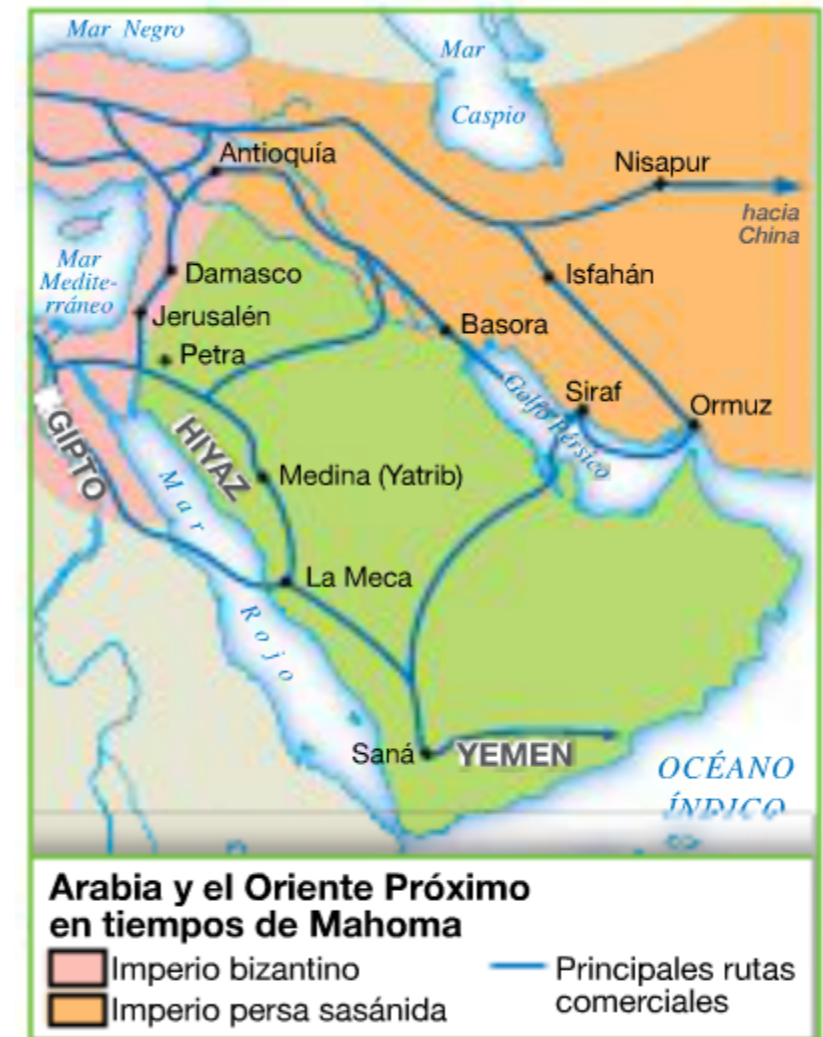 Mar Negro
Mar
Caspio
Antioquía
Nisapur
hacia
China
Mar
Medite-
rráneo
Damasco
Isfahán
Jerusalén
Basora
Petra
Golfo Pérsico
Siraf
Ormuz
GIPTO
HIYAZ
Mar
Rojo
Medina (Yatrib)
La Meca
Saná
YEMEN
OCÉANO
ÍNDICO
Arabia y el Oriente Próximo
en tiempos de Mahoma
Imperio bizantino
Imperio persa sasánida
Principales rutas
comerciales